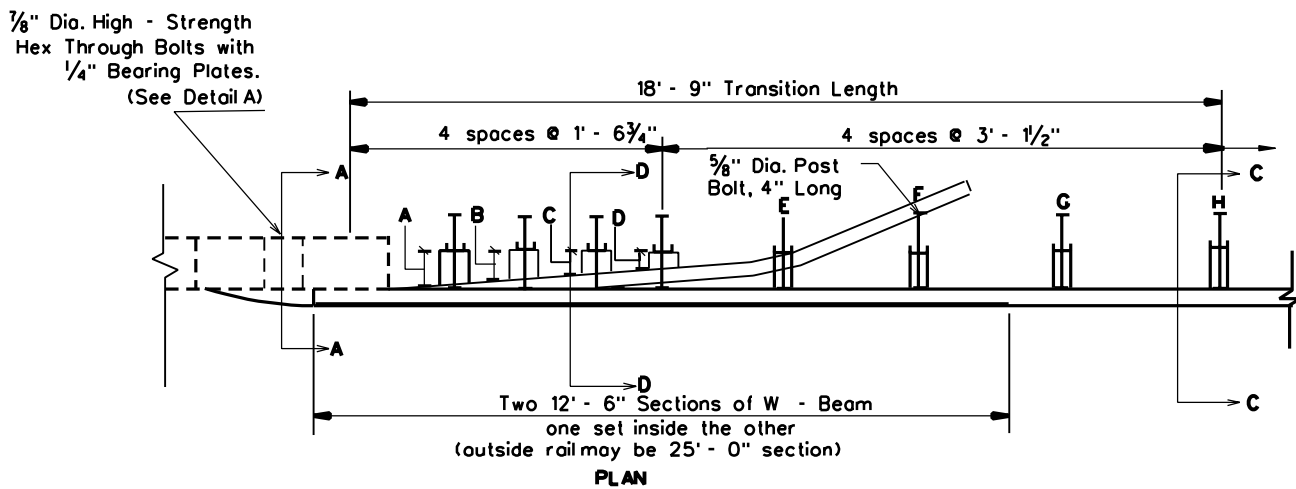 ⅞" Dia. High - Strength
Hex Through Bolts with
¼" Bearing Plates.
(See Detail A)
18' - 9" Transition Length
4 spaces @ 1' - 6¾"
4 spaces @ 3' - 1½"
⅝" Dia. Post
Bolt, 4" Long
A
D
C
A
B
C
D
E
F
G
H
A
D
C
Two 12' - 6" Sections of W - Beam
one set inside the other
(outside rail may be 25' - 0" section)
PLAN